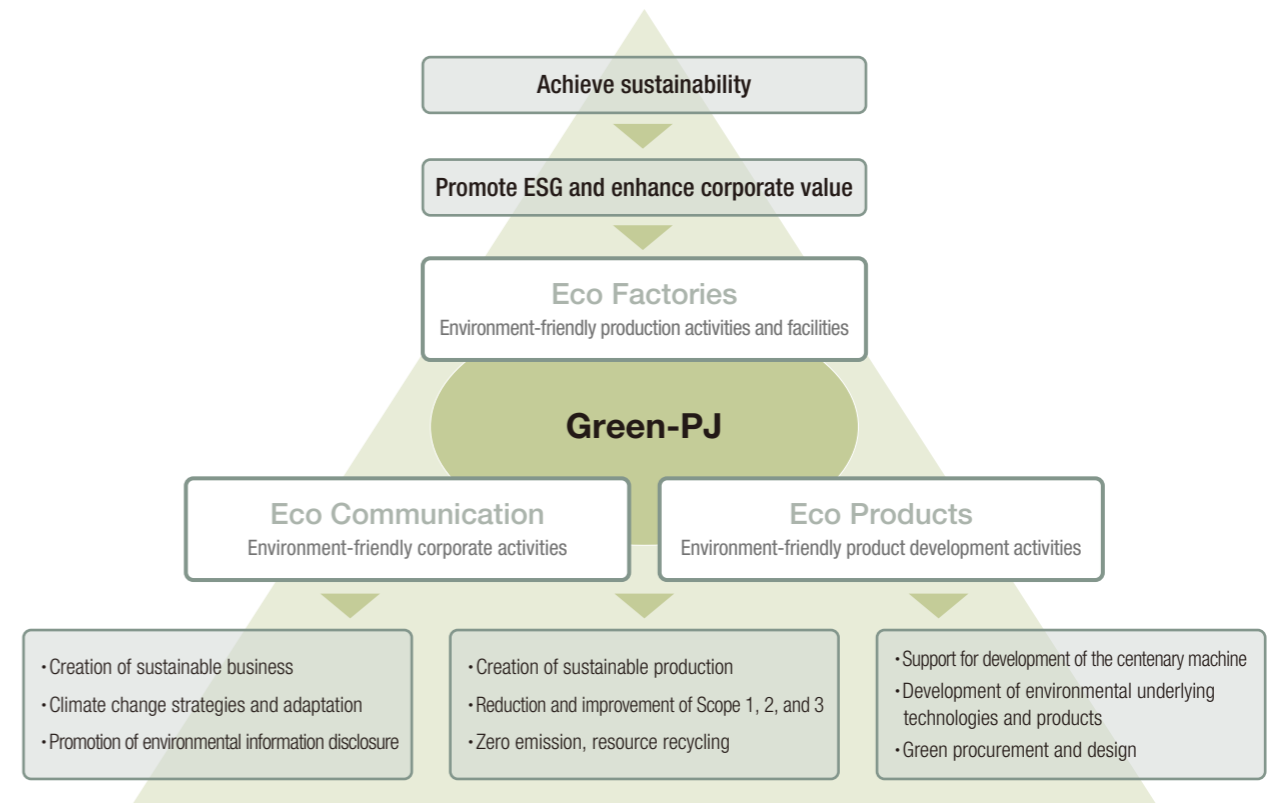 Achieve sustainability
Promote ESG and enhance corporate value
Eco Factories
Environment-friendly production activities and facilities
Green-PJ
Eco Communication
Environment-friendly corporate activities
Eco Products
Environment-friendly product development activities
・Creation of sustainable business
・Climate change strategies and adaptation
・Promotion of environmental information disclosure
・Creation of sustainable production
・Reduction and improvement of Scope 1, 2, and 3
・Zero emission, resource recycling
・Support for development of the centenary machine
・Development of environmental underlying
technologies and products
・Green procurement and design